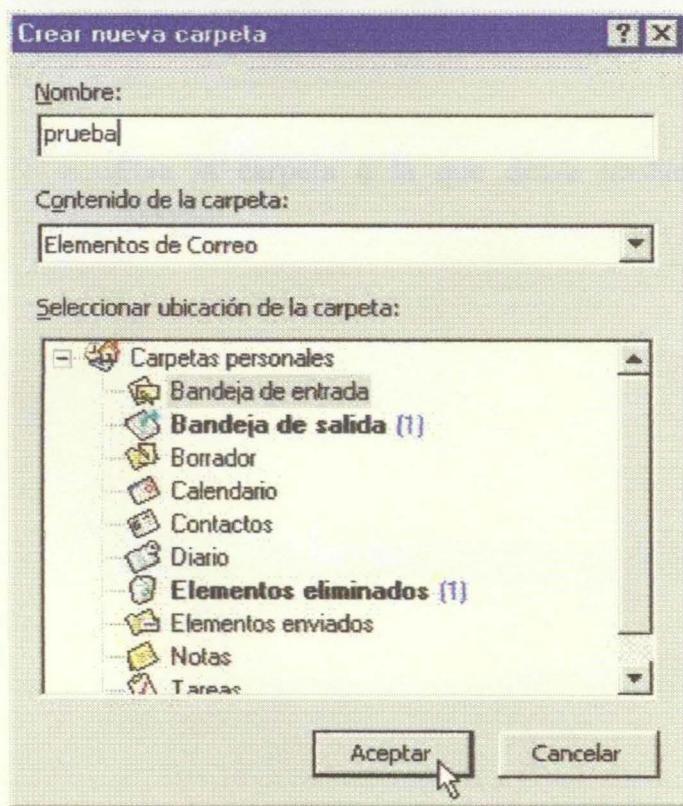 Crear nueva carpeta
Nombre:
prueba
Contenido de la carpeta:
Elementos de Correo
Seleccionar ubicación de la carpeta:
Carpetas personales
Bandeja de entrada
Bandeja de salida (1)
Borrador
Calendario
Contactos
Diario
Elementos eliminados (1)
Elementos enviados
Notas
Tareas
Aceptar Cancelar